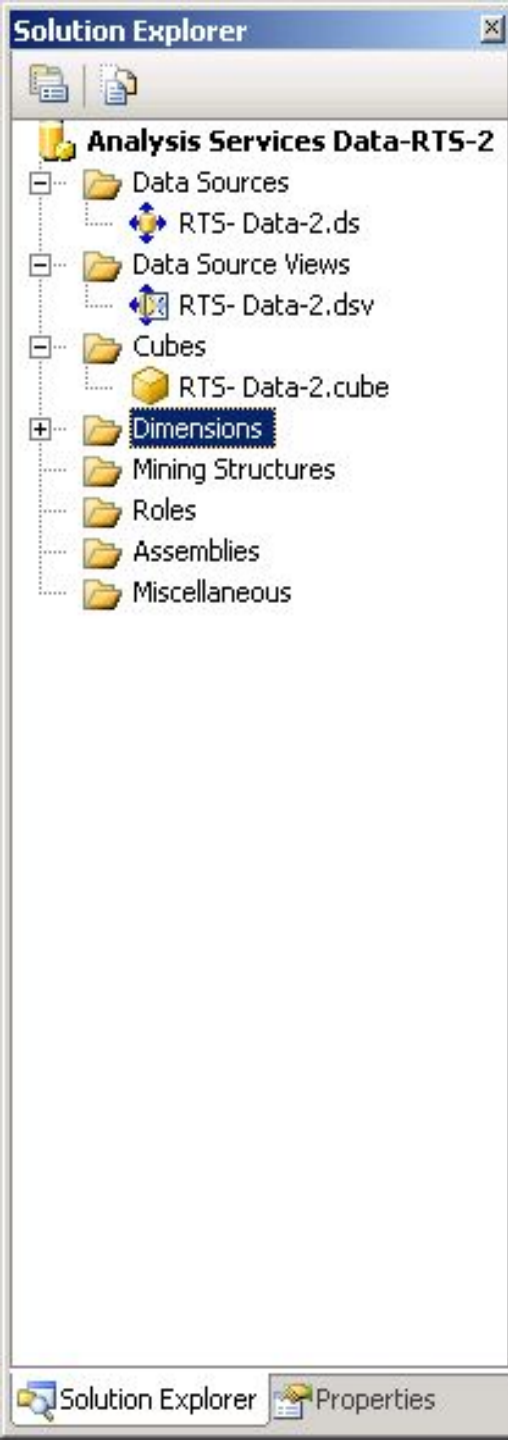 Solution Explorer
Analysis Services Data-RTS-2
Data Sources
RTS- Data-2.ds
Data Source Views
RTS- Data-2.dsv
Cubes
RTS- Data-2.cube
Dimensions
Mining Structures
Roles
Assemblies
Miscellaneous
Solution Explorer Properties